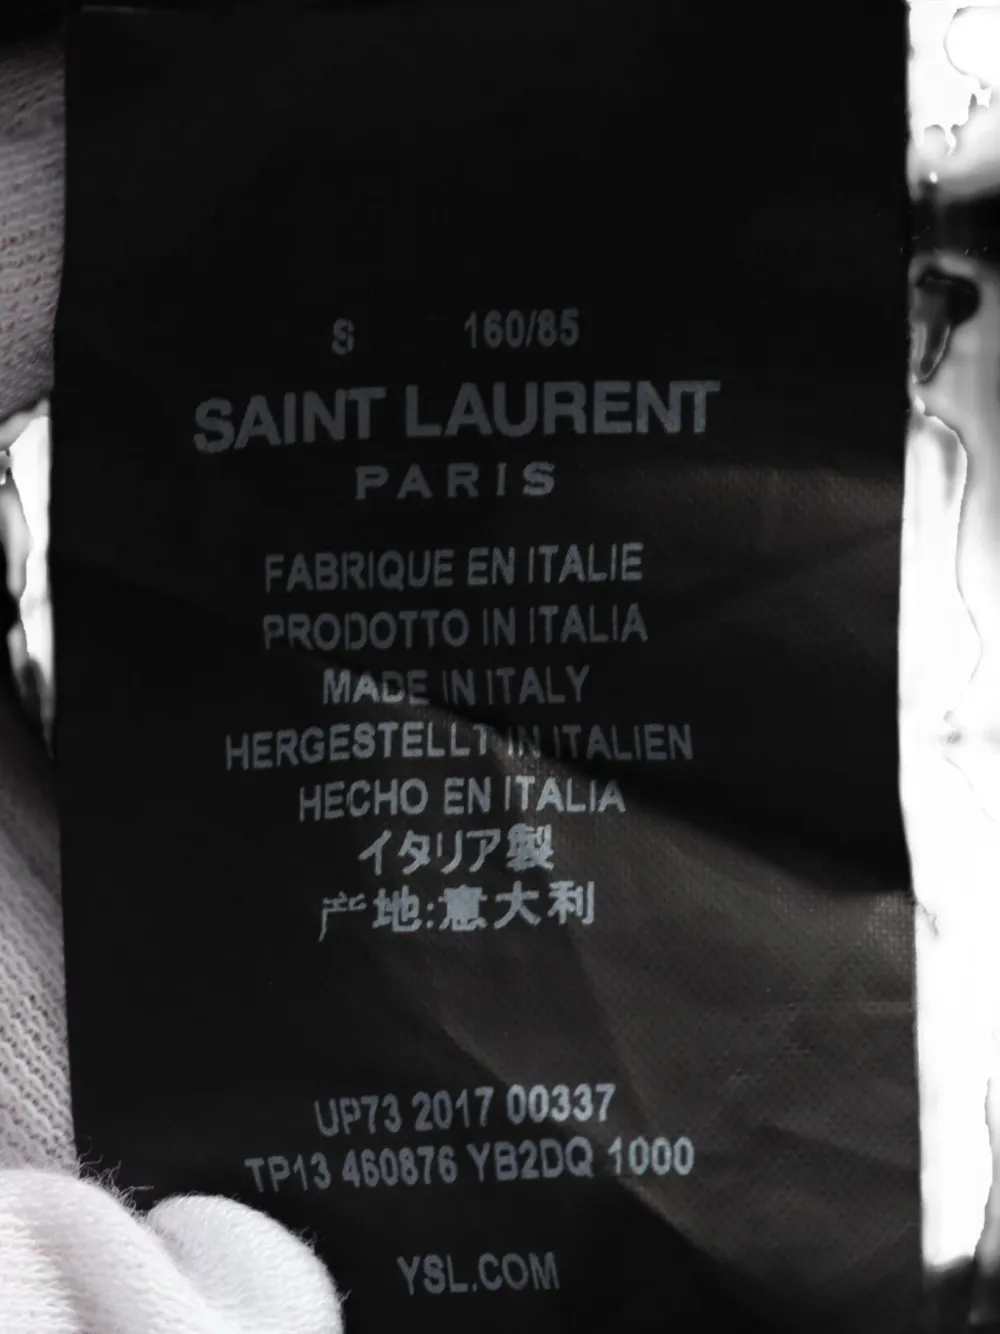 S 160/85
SAINT LAURENT
PARIS
FABRIQUE EN ITALIE
PRODOTTO IN ITALIA
MADE IN ITALY
HERGESTELLT IN ITALIEN
HECHO EN ITALIA
イタリア製
产地:意大利
UP73 2017 00337
TP13 460876 YB2DQ 1000
YSL.COM